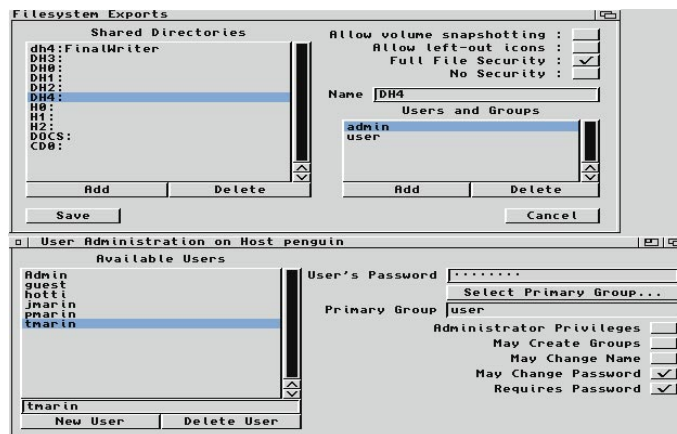 Filesystem Exports
Shared Directories
dh4:FinalWriter
DH3:
DH0:
DH1:
DH2:
DH4:
H0:
H1:
H2:
DOCS:
CD0:
Add Delete
Allow volume snapshotting :
Allow left-out icons :
Full File Security :
No Security :
Name DH4
Users and Groups
admin
user
Add Delete
Save Cancel
User Administration on Host penguin
Available Users
Admin
guest
hotti
jmarin
pmarin
tmarin
tmarin
New User Delete User
User's Password ········
Select Primary Group...
Primary Group user
Administrator Privileges
May Create Groups
May Change Name
May Change Password
Requires Password